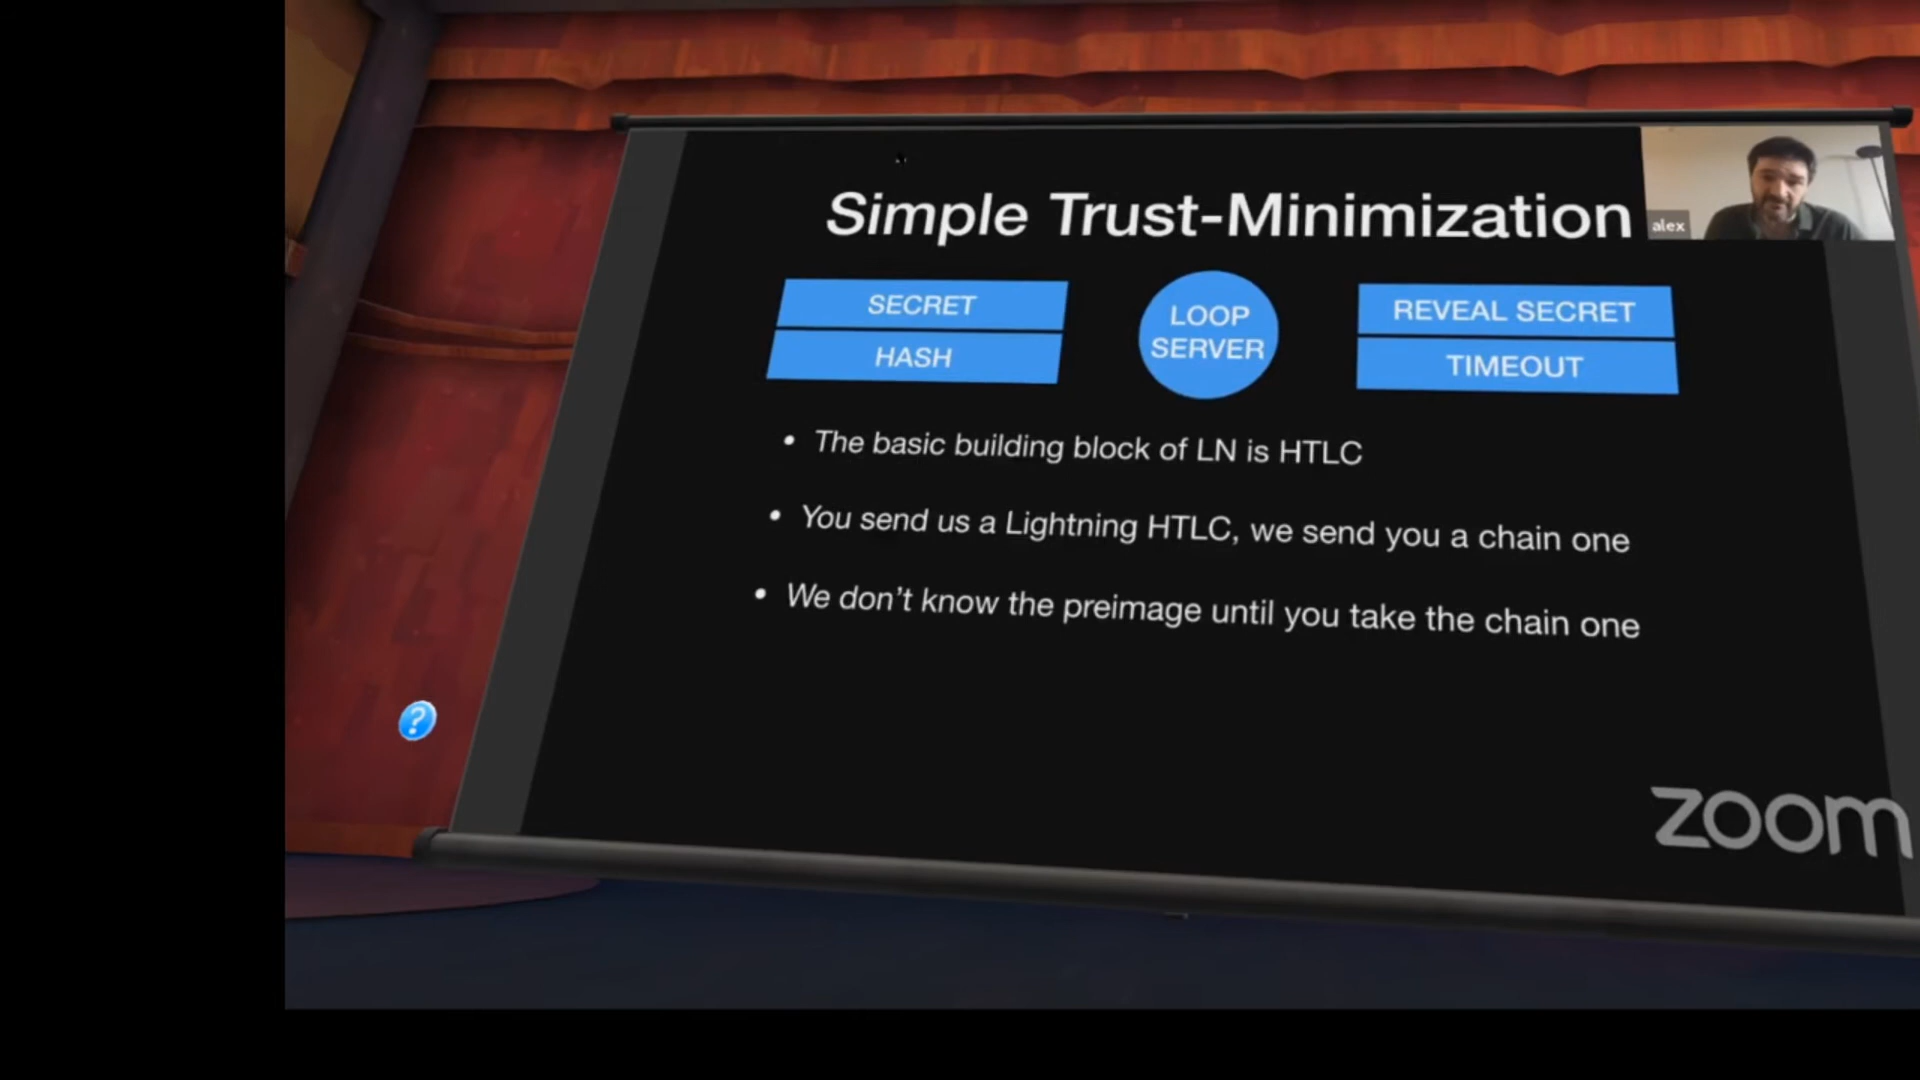 Simple Trust-Minimization
alex
SECRET
HASH
LOOP
SERVER
REVEAL SECRET
TIMEOUT
• The basic building block of LN is HTLC
• You send us a Lightning HTLC, we send you a chain one
• We don't know the preimage until you take the chain one
?
zoom